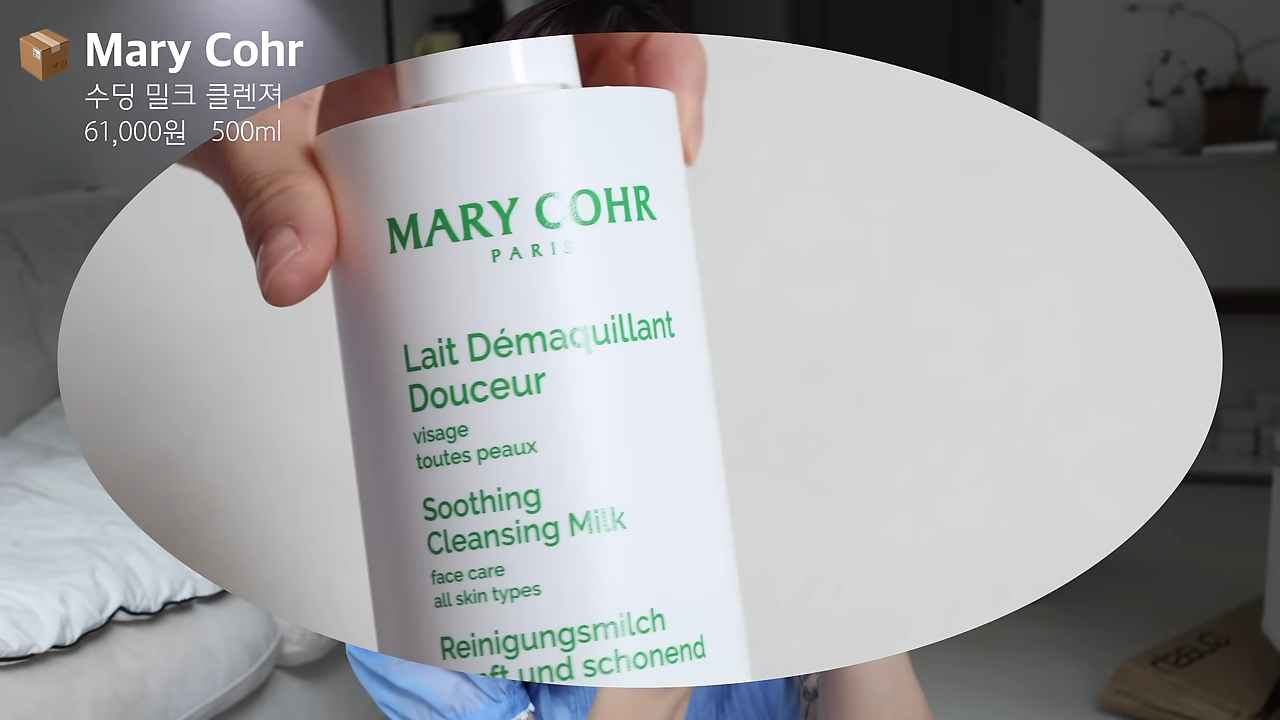 Mary Cohr
수딩 밀크 클렌져
61,000원 500ml
MARY COHR
PARIS
Lait Démaquillant
Douceur
visage
toutes peaux
Soothing
Cleansing Milk
face care
all skin types
Reinigungsmilch
und schonend